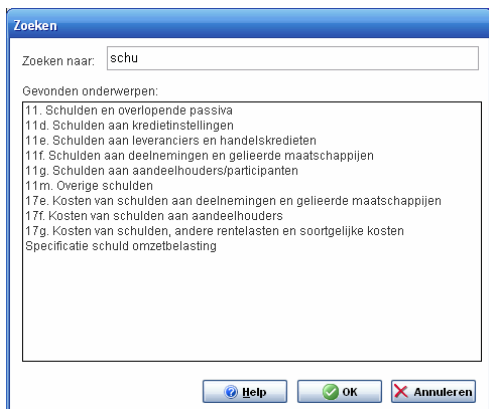 Zoeken
Zoeken naar: schu
Gevonden onderwerpen:
11. Schulden en overlopende passiva
11d. Schulden aan kredietinstellingen
11e. Schulden aan leveranciers en handelskredieten
11f. Schulden aan deelnemingen en gelieerde maatschappijen
11g. Schulden aan aandeelhouders/participanten
11m. Overige schulden
17e. Kosten van schulden aan deelnemingen en gelieerde maatschappijen
17f. Kosten van schulden aan aandeelhouders
17g. Kosten van schulden, andere rentelasten en soortgelijke kosten
Specificatie schuld omzetbelasting
Help OK Annuleren